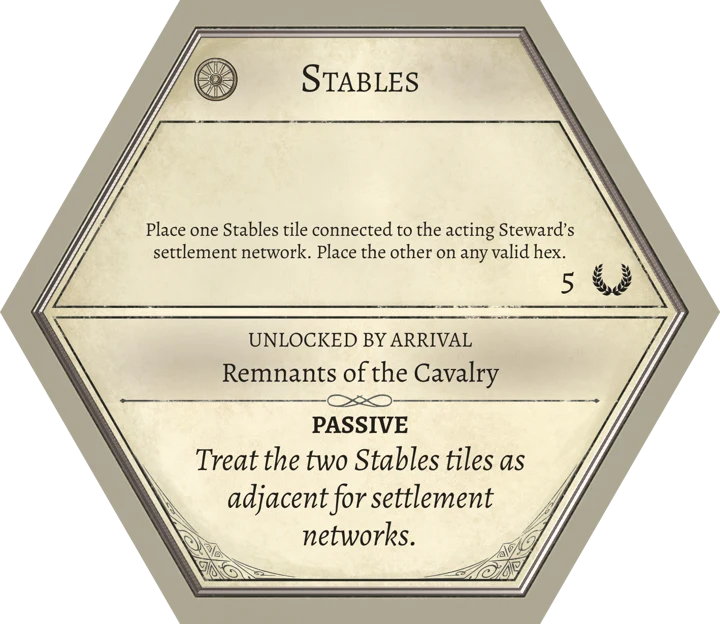 Stables
Place one Stables tile connected to the acting Steward's
settlement network. Place the other on any valid hex.
5
UNLOCKED BY ARRIVAL
Remnants of the Cavalry
PASSIVE
Treat the two Stables tiles as
adjacent for settlement
networks.